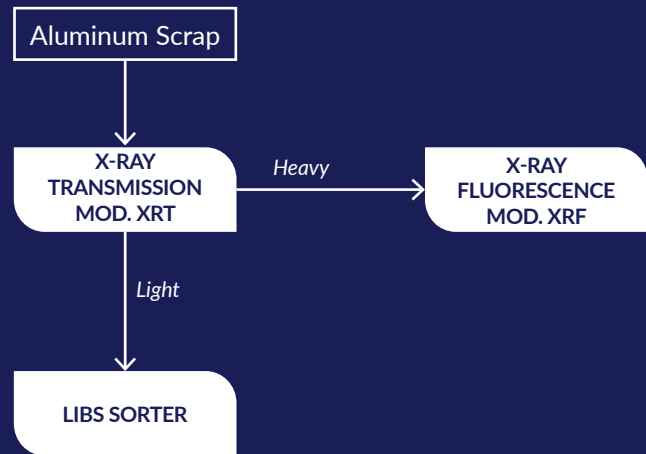 Aluminum Scrap
X-RAY
TRANSMISSION
MOD. XRT
Heavy
X-RAY
FLUORESCENCE
MOD. XRF
Light
LIBS SORTER